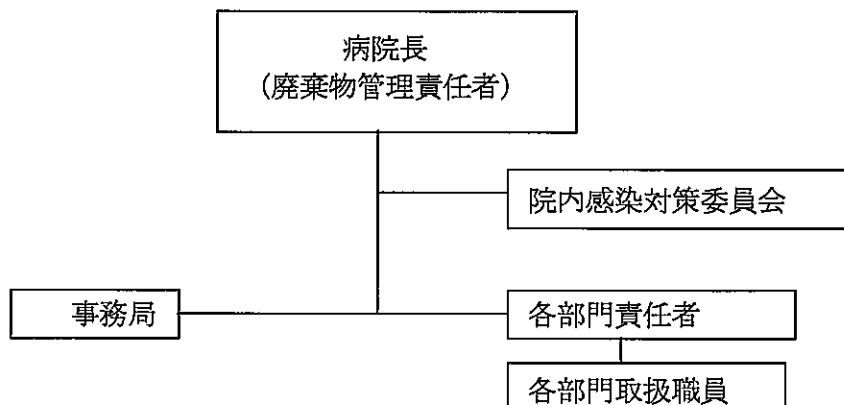 病院長
(廃棄物管理責任者)
院内感染対策委員会
事務局
各部門責任者
各部門取扱職員